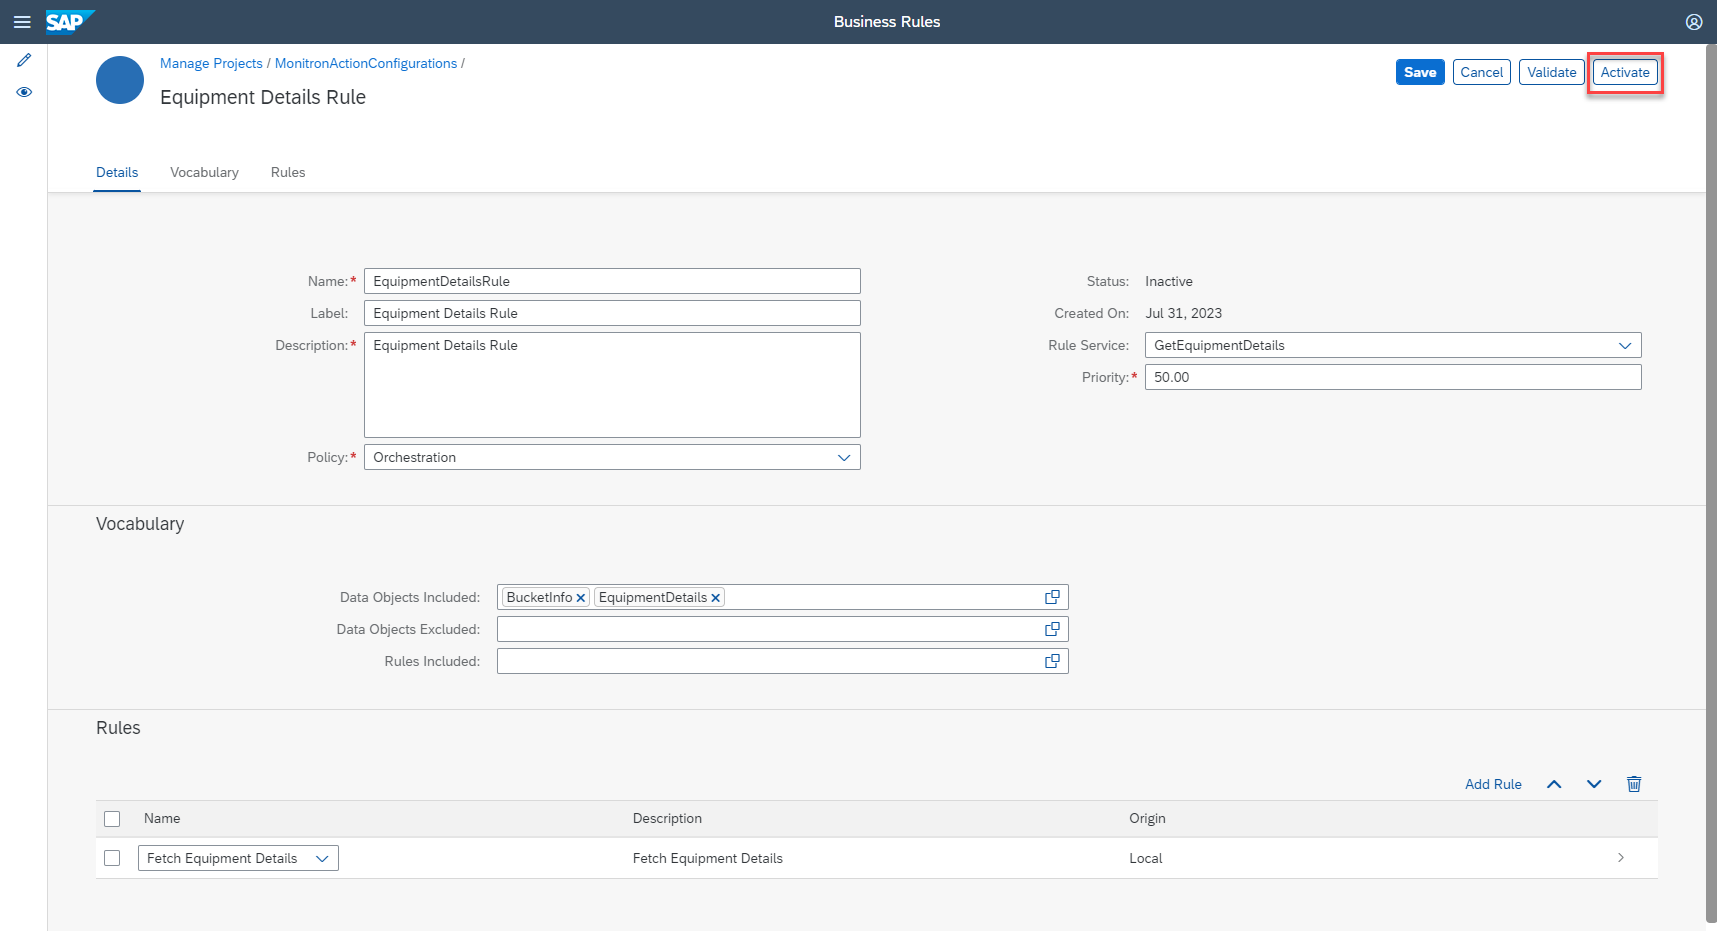 SAP
Business Rules
Manage Projects / MonitronActionConfigurations /
Equipment Details Rule
Save Cancel Validate Activate
Details Vocabulary Rules
Name:* EquipmentDetailsRule
Label: Equipment Details Rule
Description:* Equipment Details Rule
Policy:* Orchestration
Status: Inactive
Created On: Jul 31, 2023
Rule Service: GetEquipmentDetails
Priority:* 50.00
Vocabulary
Data Objects Included: BucketInfo EquipmentDetails
Data Objects Excluded:
Rules Included:
Rules
Add Rule
Name Description Origin
Fetch Equipment Details Fetch Equipment Details Local